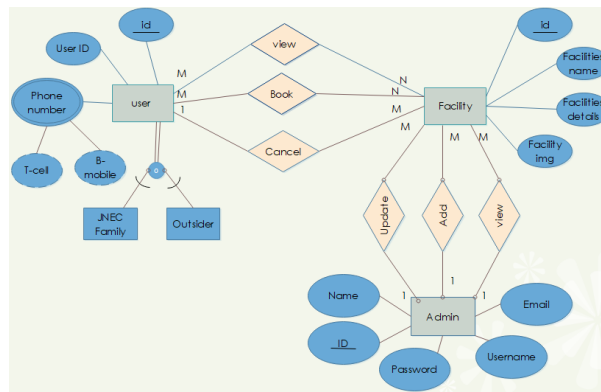 id
User ID
Phone
number
T-cell
B-
mobile
user
JNEC
Family
Outsider
o
view
Book
Cancel
M
M
1
N
N
M
M
M
M
Facility
id
Facilities
name
Facilities
details
Facility
img
Update
Add
view
1
1
1
Admin
Name
ID
Password
Username
Email